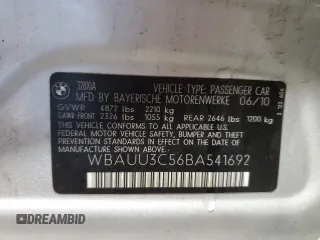 328XiA VEHICLE TYPE: PASSENGER CAR
MFD BY BAYERISCHE MOTORENWERKE 06/10
GVWR 4872 lbs 2210 kg
GAWR FRONT 2326 lbs 1055 kg GAWR REAR 2646 lbs 1200 kg
THIS VEHICLE CONFORMS TO ALL APPLICABLE FEDERAL
MOTOR VEHICLE SAFETY, BUMPER, AND THEFT PREVENTION
STANDARDS IN EFFECT ON THE DATE OF MANUFACTURE
SHOWN ABOVE.
WBAUU3C56BA541692
DREAMBID